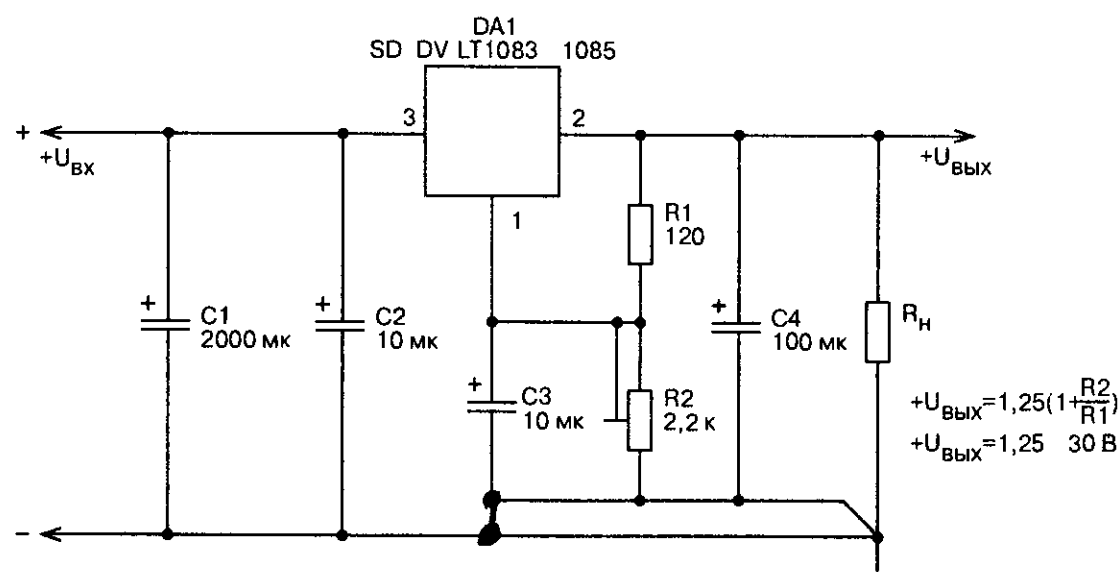 DA1
SD DV LT1083 1085
3
2
+
+Uвх
+Uвых
1
R1
120
+
C1
2000 мк
+
C2
10 мк
+
C4
100 мк
Rн
+
C3
10 мк
R2
2,2 к
+Uвых=1,25(1+R2/R1)
+Uвых=1,25 30 В
-